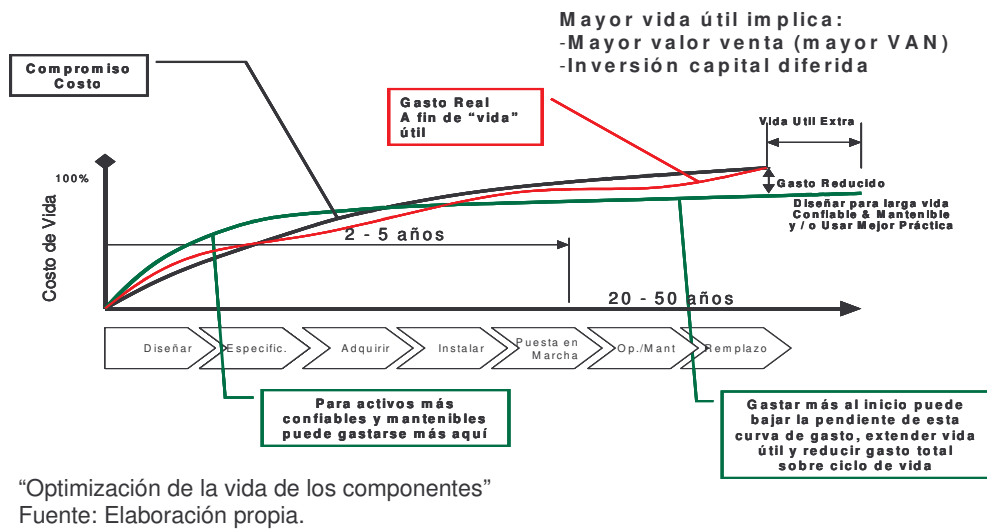 Mayor vida útil implica:
-Mayor valor venta (mayor VAN)
-Inversión capital diferida
Compromiso
Costo
Gasto Real
A fin de “vida”
útil
Vida Util Extra
100%
Gasto Reducido
Diseñar para larga vida
Confiable & Mantenible
y / o Usar Mejor Práctica
Costo de Vida
2 - 5 años
20 - 50 años
Diseñar
Especific.
Adquirir
Instalar
Puesta en
Marcha
Op./Mant
Remplazo
Para activos más
confiables y mantenibles
puede gastarse más aquí
Gastar más al inicio puede
bajar la pendiente de esta
curva de gasto, extender vida
útil y reducir gasto total
sobre ciclo de vida
“Optimización de la vida de los componentes”
Fuente: Elaboración propia.